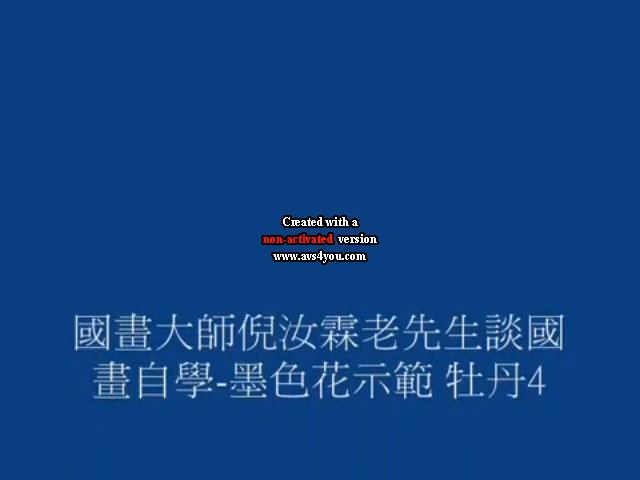 Created with a
non-activated version
www.avs4you.com
國畫大師倪汝霖老先生談國
畫自學-墨色花示範 牡丹4